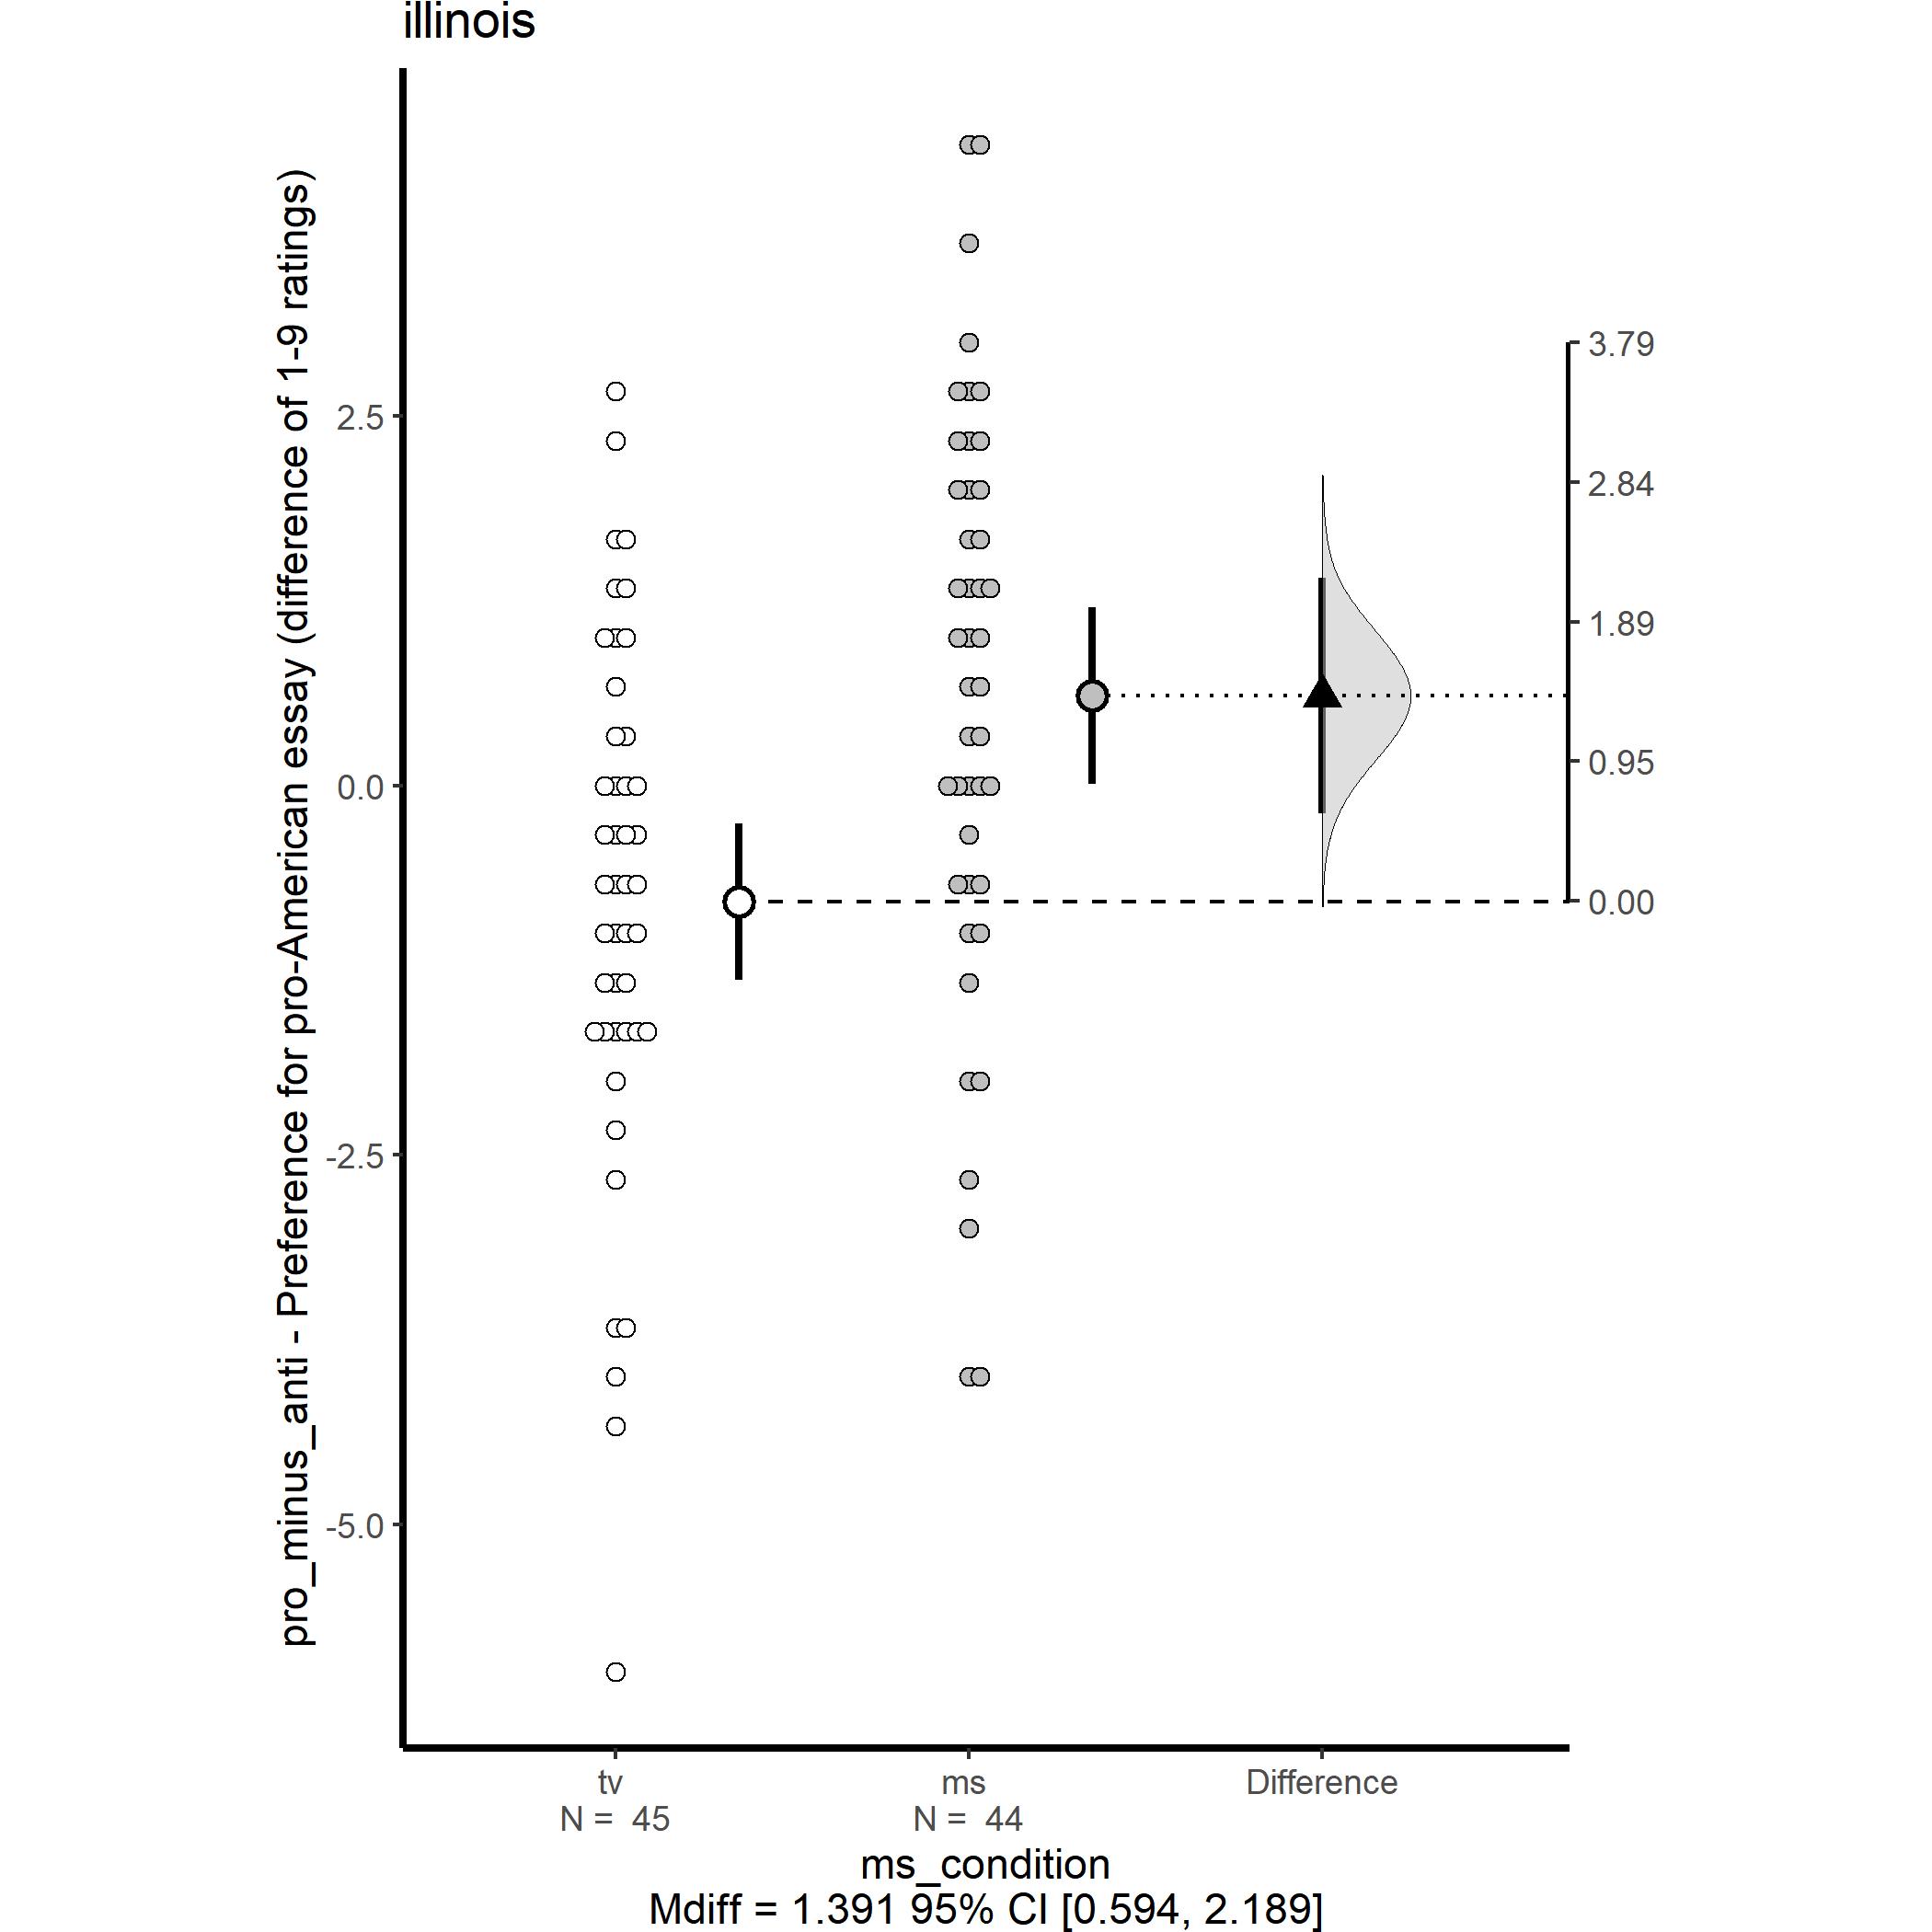 illinois
pro_minus_anti - Preference for pro-American essay (difference of 1-9 ratings)
2.5
0.0
-2.5
-5.0
3.79
2.84
1.89
0.95
0.00
tv
N = 45
ms
N = 44
Difference
ms_condition
Mdiff = 1.391 95% CI [0.594, 2.189]